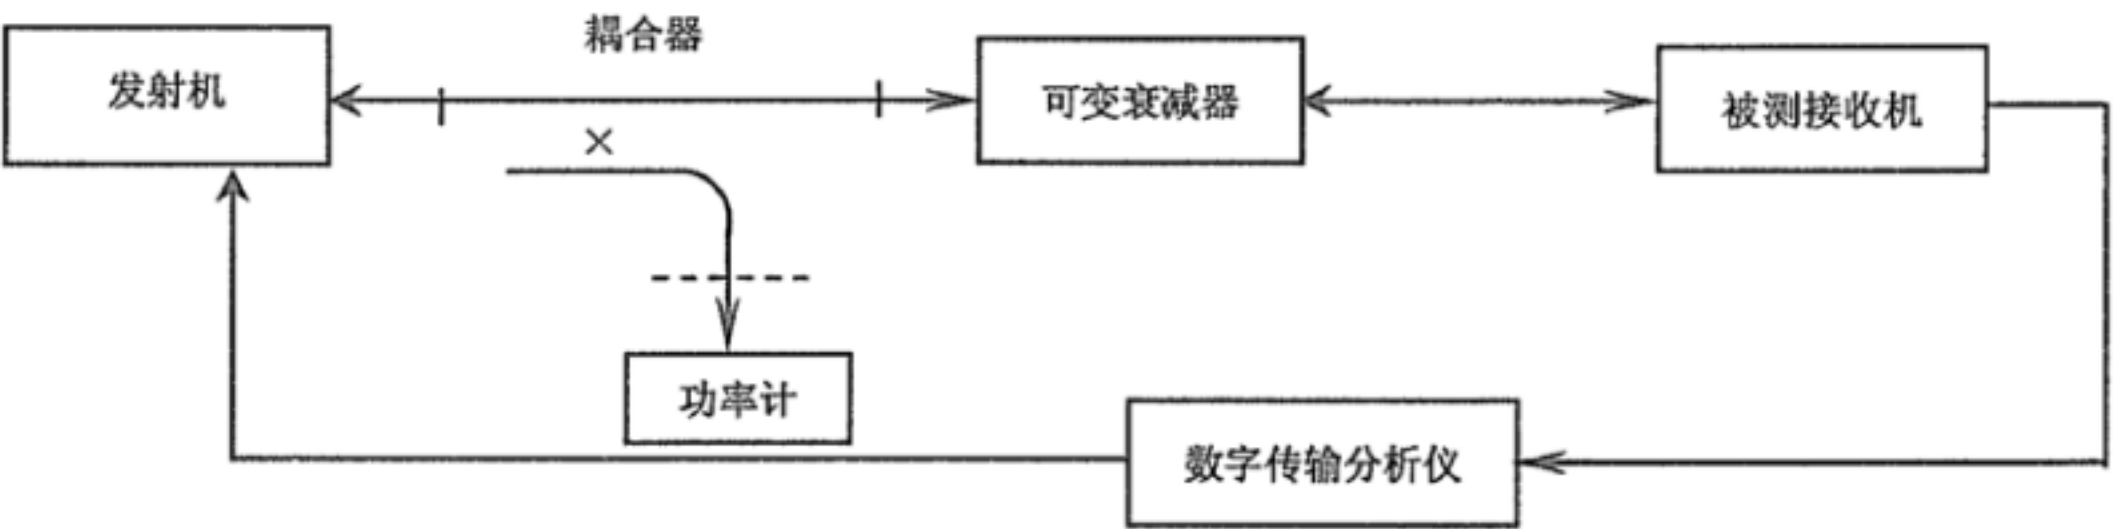 耦合器
发射机
可变衰减器
被测接收机
×
功率计
数字传输分析仪